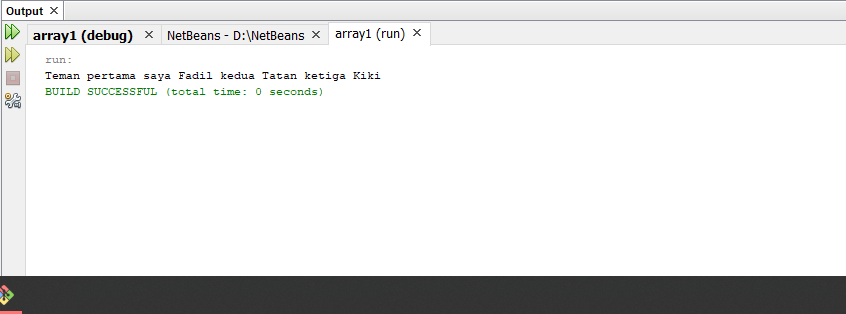 Output
array1 (debug) NetBeans - D:\NetBeans array1 (run)
run:
Teman pertama saya Fadil kedua Tatan ketiga Kiki
BUILD SUCCESSFUL (total time: 0 seconds)